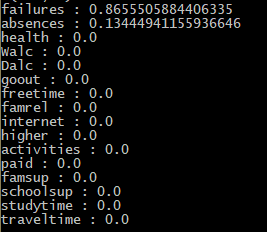 failures : 0.8655505884406335
absences : 0.13444941155936646
health : 0.0
Walc : 0.0
Dalc : 0.0
goout : 0.0
freetime : 0.0
famrel : 0.0
internet : 0.0
higher : 0.0
activities : 0.0
paid : 0.0
famsup : 0.0
schoolsup : 0.0
studytime : 0.0
traveltime : 0.0